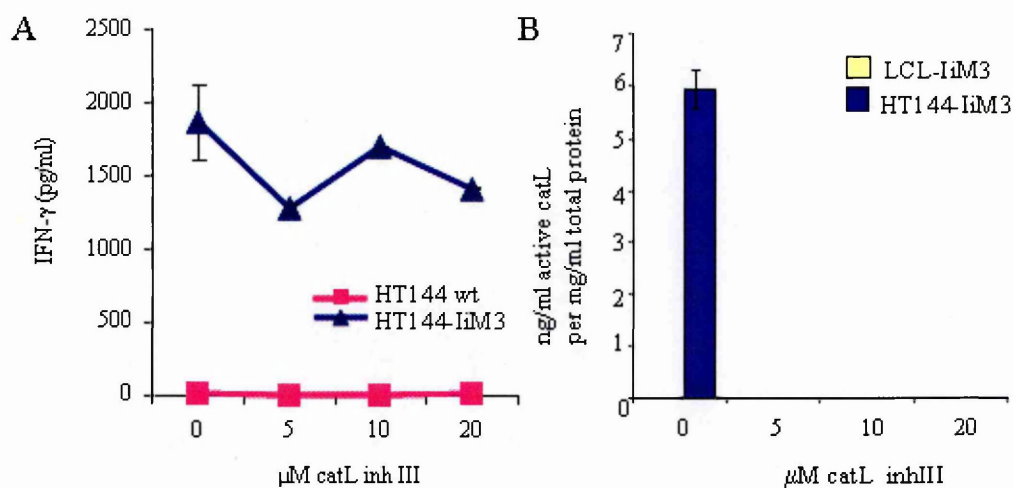 A
2500
2000
1500
1000
500
0
IFN-γ (pg/ml)
HT144 wt
HT144-IiM3
0 5 10 20
μM catL inh III
B
7
6
5
4
3
2
1
0
ng/ml active catL
per mg/ml total protein
LCL-IiM3
HT144-IiM3
0 5 10 20
μM catL inhIII